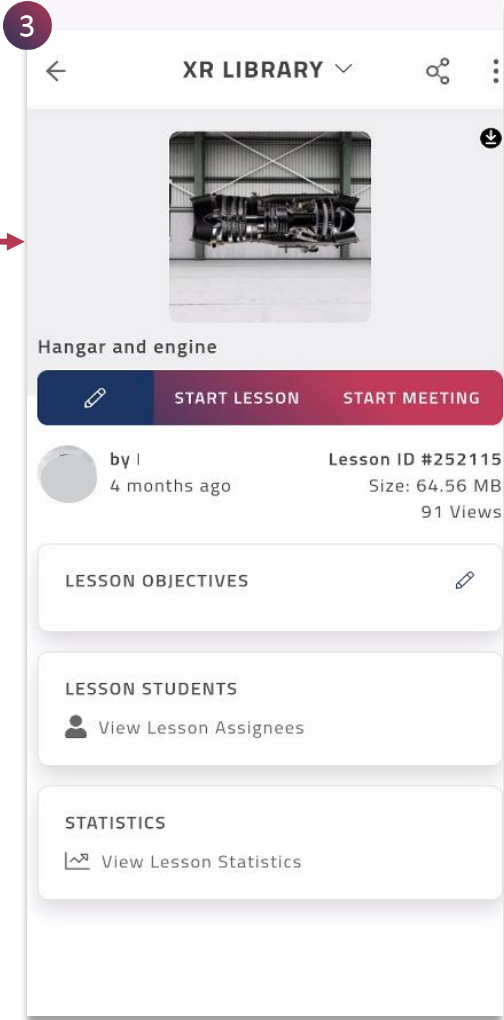 3
XR LIBRARY
Hangar and engine
START LESSON START MEETING
by
4 months ago
Lesson ID #252115
Size: 64.56 MB
91 Views
LESSON OBJECTIVES
LESSON STUDENTS
View Lesson Assignees
STATISTICS
View Lesson Statistics